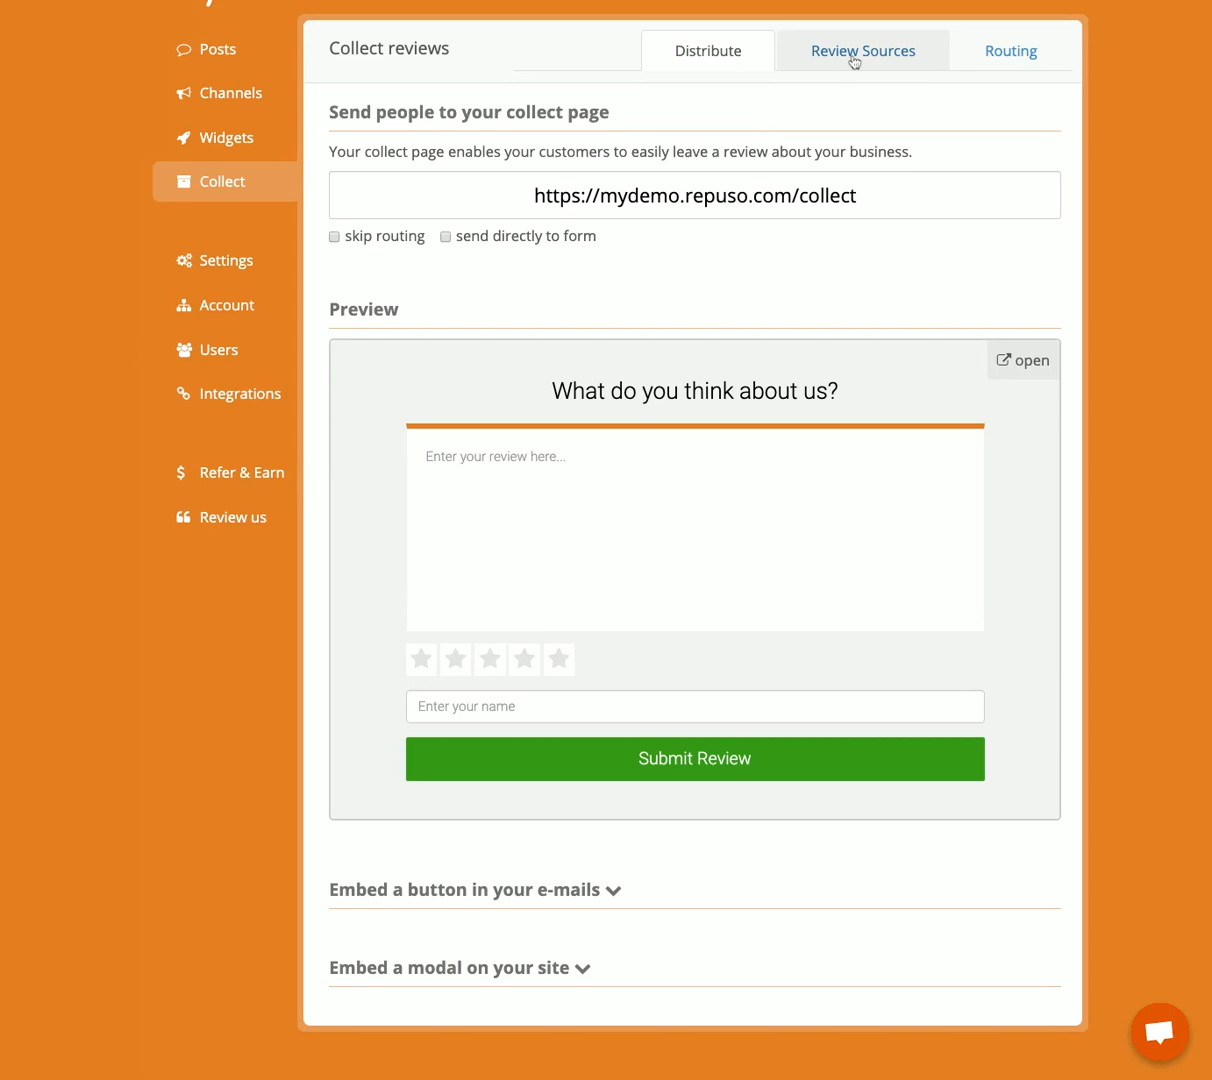 Posts
Channels
Widgets
Collect
Settings
Account
Users
Integrations
Refer & Earn
Review us
Collect reviews
Distribute
Review Sources
Routing
Send people to your collect page
Your collect page enables your customers to easily leave a review about your business.
https://mydemo.repuso.com/collect
skip routing
send directly to form
Preview
open
What do you think about us?
Enter your review here...
Enter your name
Submit Review
Embed a button in your e-mails
Embed a modal on your site